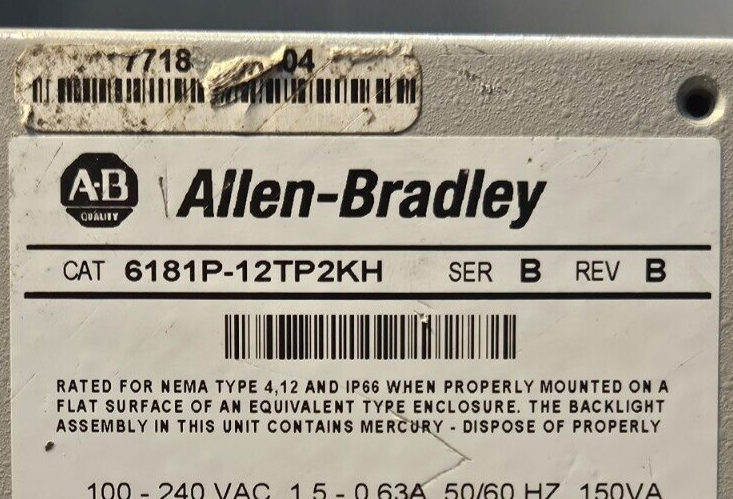 7718 04
A-B QUALITY Allen-Bradley
CAT 6181P-12TP2KH SER B REV B
RATED FOR NEMA TYPE 4,12 AND IP66 WHEN PROPERLY MOUNTED ON A
FLAT SURFACE OF AN EQUIVALENT TYPE ENCLOSURE. THE BACKLIGHT
ASSEMBLY IN THIS UNIT CONTAINS MERCURY - DISPOSE OF PROPERLY
100 - 240 VAC 1.5 - 0.63A 50/60 HZ 150VA